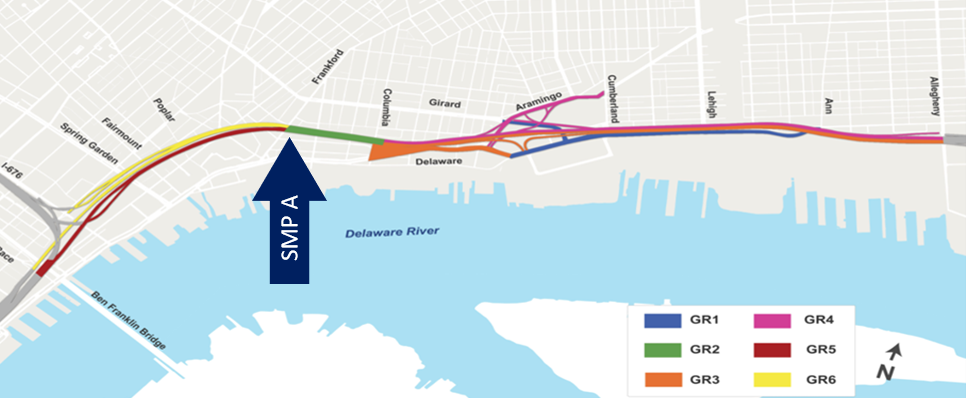 Frankford
Columbia
Girard
Aramingo
Cumberland
Lehigh
Ann
Allegheny
Poplar
Fairmount
Spring Garden
I-676
Delaware
SMP A
Delaware River
Ben Franklin Bridge
GR1
GR4
GR2
GR5
GR3
GR6
N